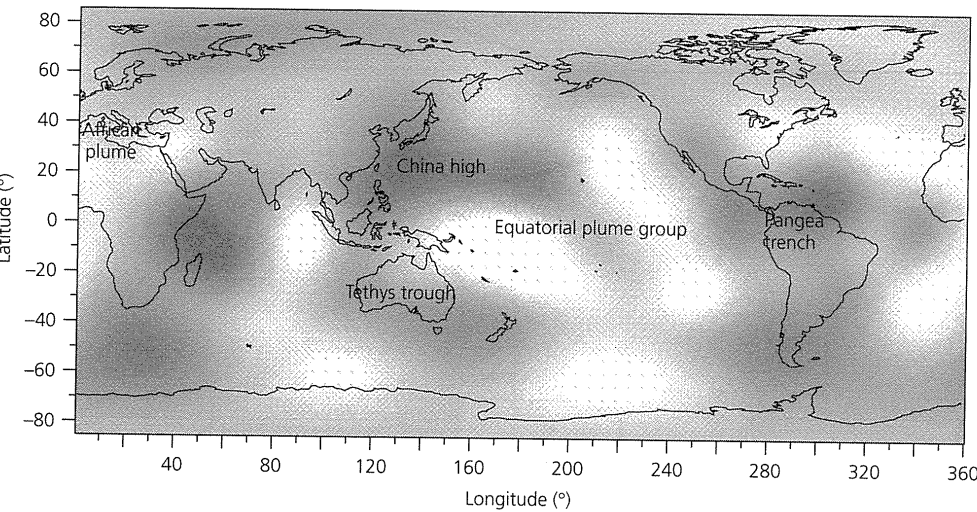 80
60
40
20
0
−20
−40
−60
−80
Latitude (°)
African
plume
China high
Equatorial plume group
Pangea
trench
Tethys trough
40
80
120
160
200
240
280
320
360
Longitude (°)